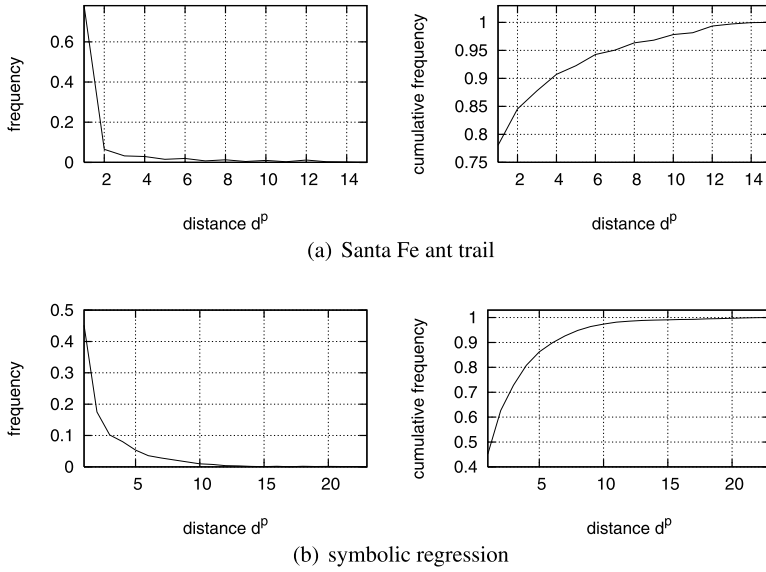 frequency
0.6
0.4
0.2
0
2 4 6 8 10 12 14
distance d^p
cumulative frequency
1
0.95
0.9
0.85
0.8
0.75
2 4 6 8 10 12 14
distance d^p
(a) Santa Fe ant trail
frequency
0.5
0.4
0.3
0.2
0.1
0
5 10 15 20
distance d^p
cumulative frequency
1
0.9
0.8
0.7
0.6
0.5
0.4
5 10 15 20
distance d^p
(b) symbolic regression